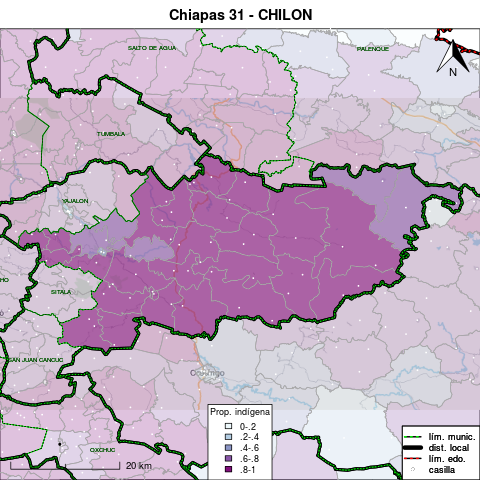 Chiapas 31 - CHILON
SALTO DE AGUA
PALENQUE
N
TUMBALA
YAJALON
HO
SITALA
SAN JUAN CANCUC
OXCHUC
20 km
Prop. indígena
0-.2
.2-.4
.4-.6
.6-.8
.8-1
lím. munic.
dist. local
lím. edo.
casilla